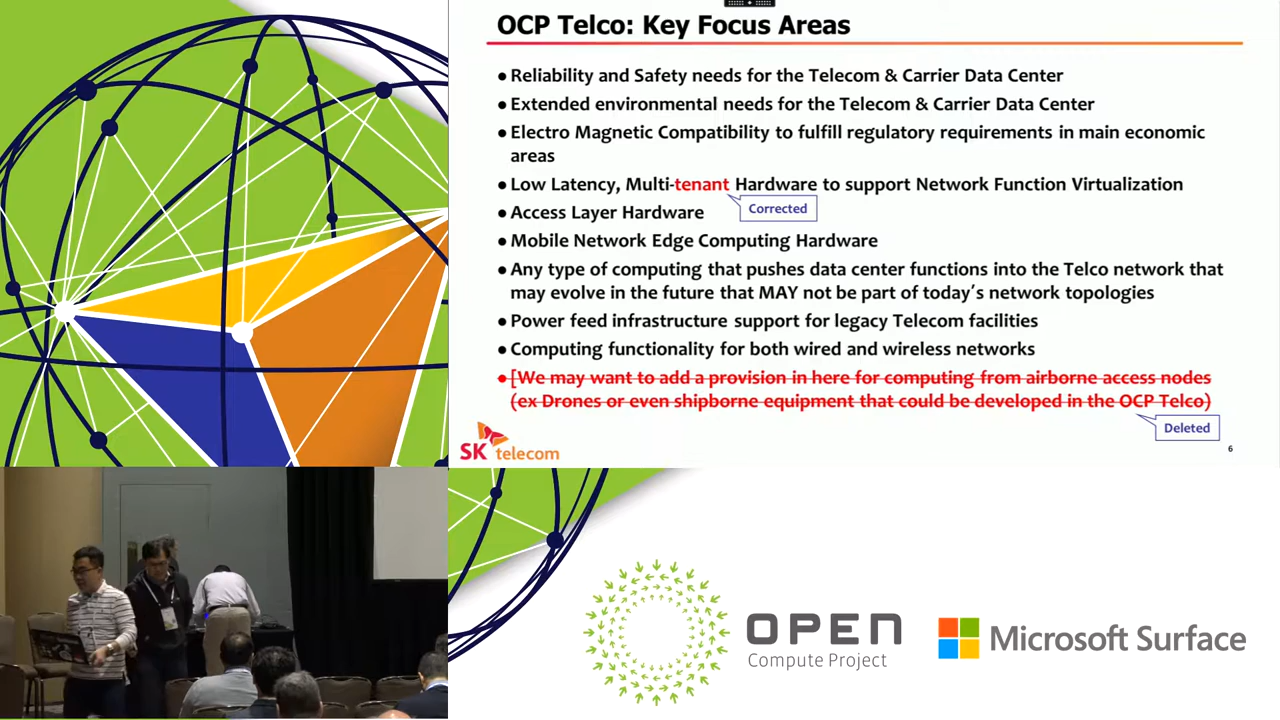 OCP Telco: Key Focus Areas
● Reliability and Safety needs for the Telecom & Carrier Data Center
● Extended environmental needs for the Telecom & Carrier Data Center
● Electro Magnetic Compatibility to fulfill regulatory requirements in main economic
areas
● Low Latency, Multi-tenant Hardware to support Network Function Virtualization
Corrected
● Access Layer Hardware
● Mobile Network Edge Computing Hardware
● Any type of computing that pushes data center functions into the Telco network that
may evolve in the future that MAY not be part of today's network topologies
● Power feed infrastructure support for legacy Telecom facilities
● Computing functionality for both wired and wireless networks
● [We may want to add a provision in here for computing from airborne access nodes
(ex Drones or even shipborne equipment that could be developed in the OCP Telco)
Deleted
SK telecom
6
OPEN
Compute Project
Microsoft Surface